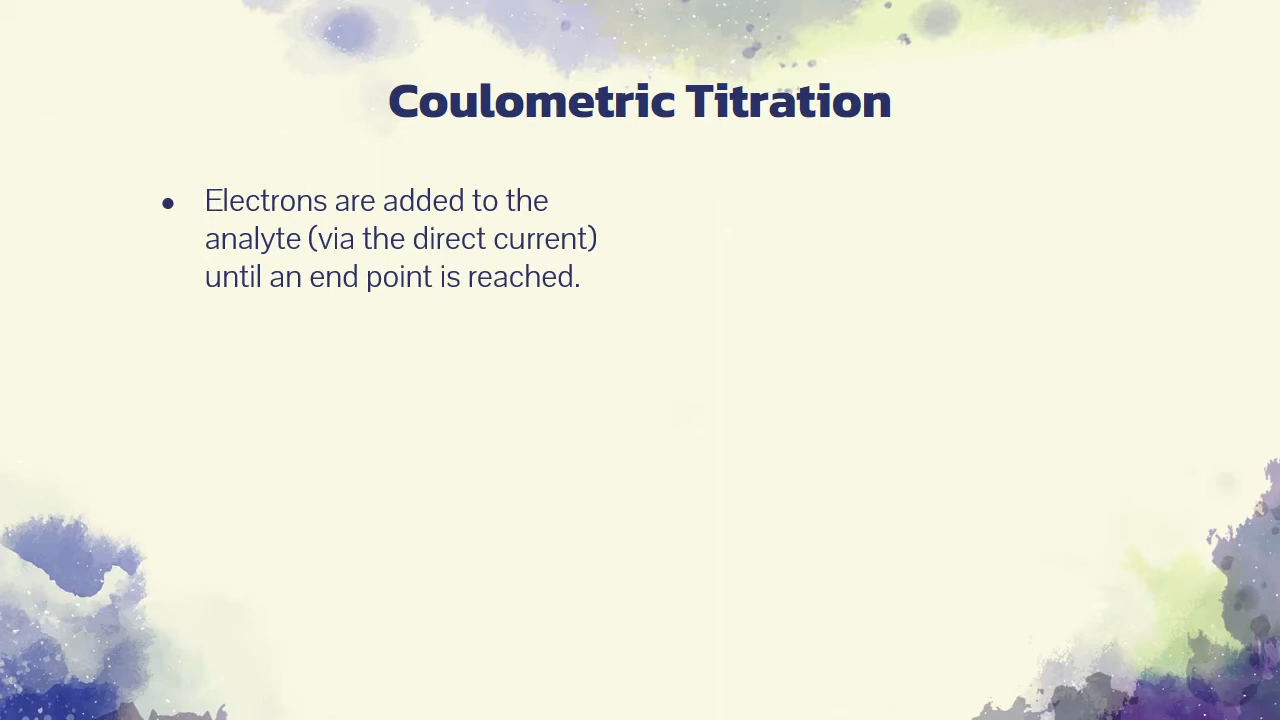 Coulometric Titration
● Electrons are added to the
analyte (via the direct current)
until an end point is reached.